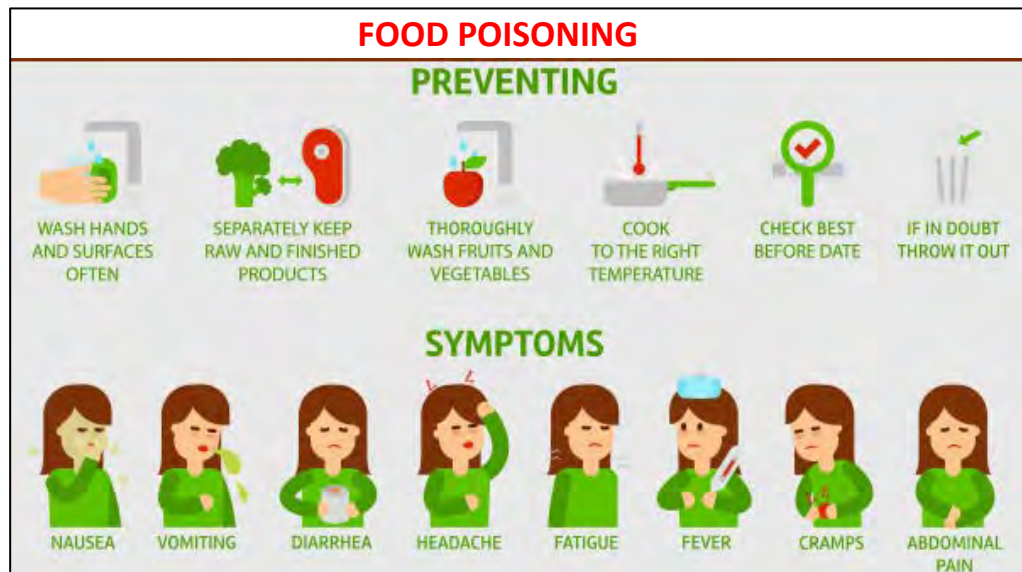 FOOD POISONING
PREVENTING
WASH HANDS
AND SURFACES
OFTEN
SEPARATELY KEEP
RAW AND FINISHED
PRODUCTS
THOROUGHLY
WASH FRUITS AND
VEGETABLES
COOK
TO THE RIGHT
TEMPERATURE
CHECK BEST
BEFORE DATE
IF IN DOUBT
THROW IT OUT
SYMPTOMS
NAUSEA
VOMITING
DIARRHEA
HEADACHE
FATIGUE
FEVER
CRAMPS
ABDOMINAL
PAIN